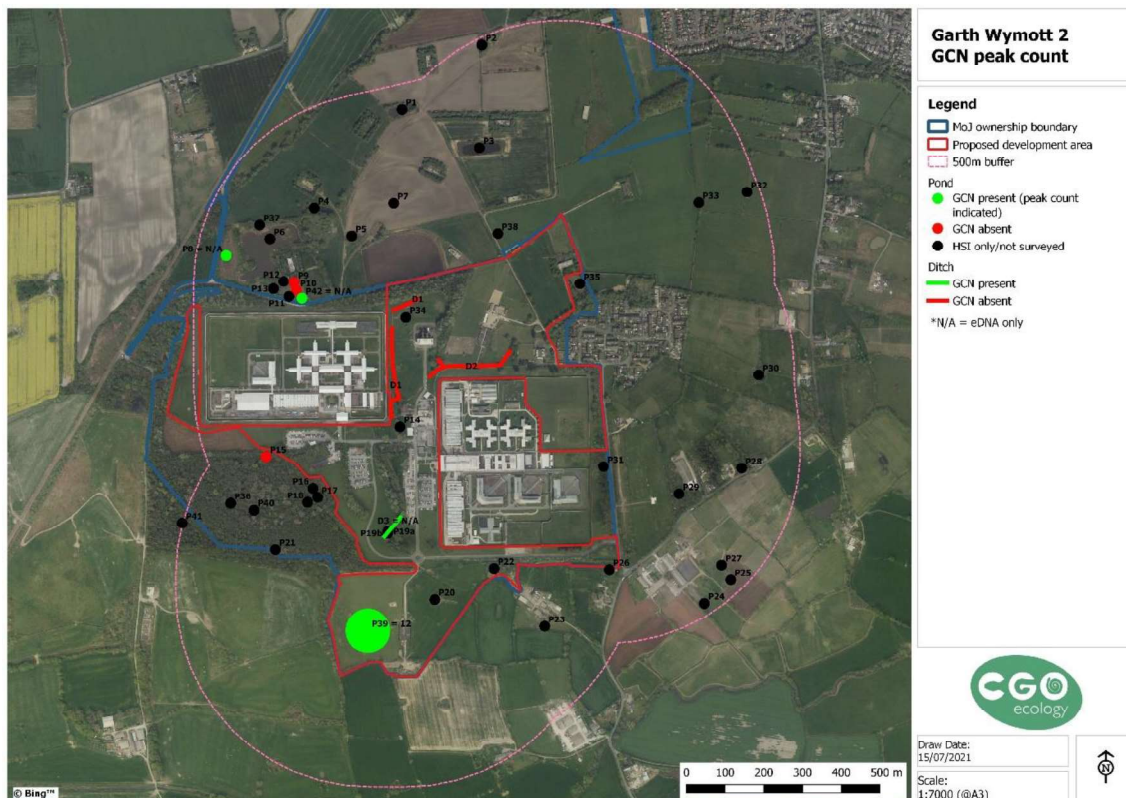 Garth Wymott 2
GCN peak count
Legend
MoJ ownership boundary
Proposed development area
500m buffer
Pond
GCN present (peak count
indicated)
GCN absent
HSI only/not surveyed
Ditch
GCN present
GCN absent
*N/A = eDNA only
P2
P1
P3
P4
P7
P33
P32
P37
P6
P5
P38
= N/A
P12
P9
P10
P13
P42 = N/A
P11
P35
D1
P34
D2
P30
D1
P14
P15
P31
P28
P16
P17
P18
P29
P36
P40
P41
D3 = N/A
P19b
P19a
P21
P22
P26
P27
P25
P20
P24
P23
P39 = 12
© Bing™
0 100 200 300 400 500 m
CGO
ecology
Draw Date:
15/07/2021
Scale:
1:7000 (@A3)
N